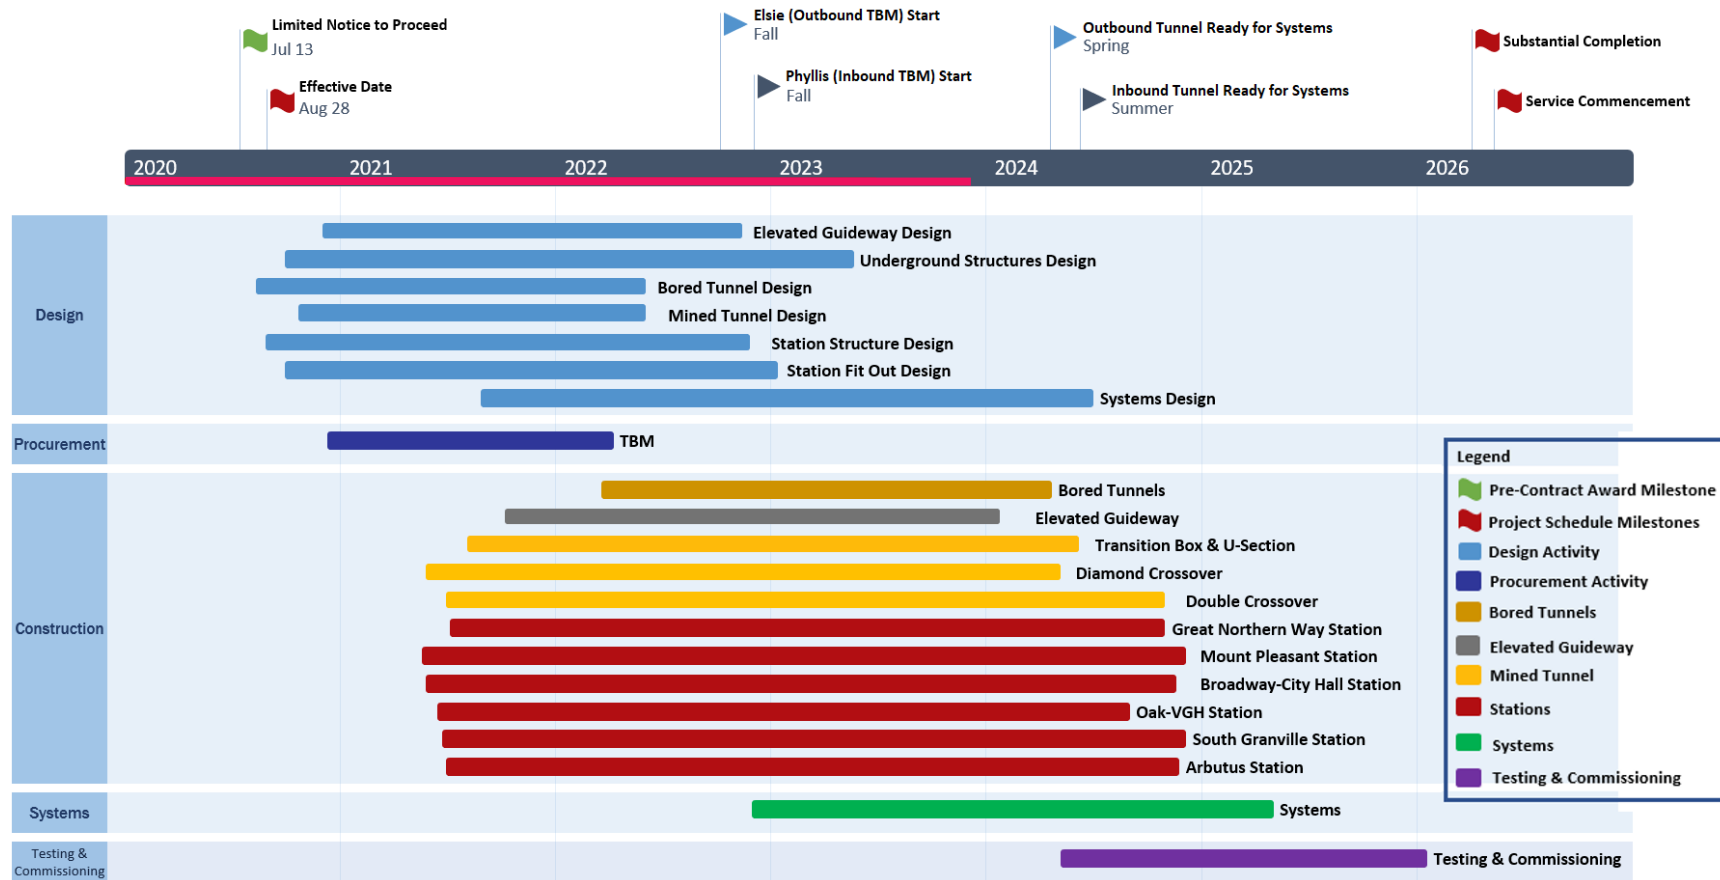 Limited Notice to Proceed
Jul 13
Effective Date
Aug 28
Elsie (Outbound TBM) Start
Fall
Phyllis (Inbound TBM) Start
Fall
Outbound Tunnel Ready for Systems
Spring
Inbound Tunnel Ready for Systems
Summer
Substantial Completion
Service Commencement
2020 2021 2022 2023 2024 2025 2026
Design
Elevated Guideway Design
Underground Structures Design
Bored Tunnel Design
Mined Tunnel Design
Station Structure Design
Station Fit Out Design
Systems Design
Procurement
TBM
Construction
Bored Tunnels
Elevated Guideway
Transition Box & U-Section
Diamond Crossover
Double Crossover
Great Northern Way Station
Mount Pleasant Station
Broadway-City Hall Station
Oak-VGH Station
South Granville Station
Arbutus Station
Systems
Systems
Testing &
Commissioning
Testing & Commissioning
Legend
Pre-Contract Award Milestone
Project Schedule Milestones
Design Activity
Procurement Activity
Bored Tunnels
Elevated Guideway
Mined Tunnel
Stations
Systems
Testing & Commissioning